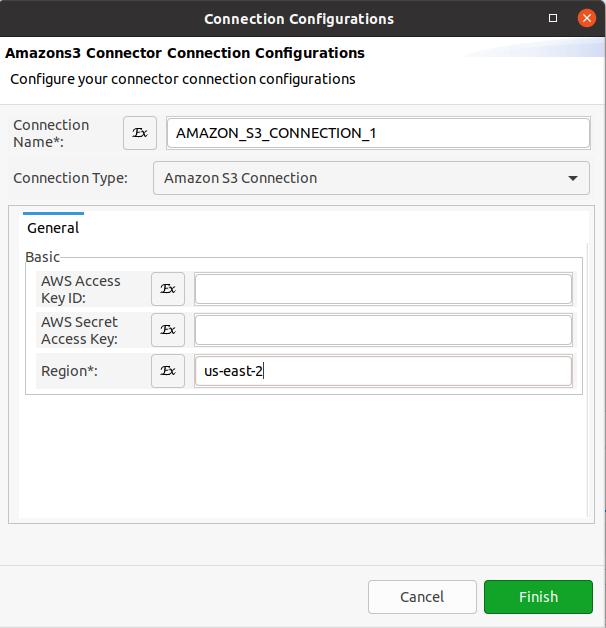 Connection Configurations
Amazons3 Connector Connection Configurations
Configure your connector connection configurations
Connection
Name*:
Ex
AMAZON_S3_CONNECTION_1
Connection Type:
Amazon S3 Connection
General
Basic
AWS Access
Key ID:
Ex
AWS Secret
Access Key:
Ex
Region*:
Ex
us-east-2
Cancel
Finish